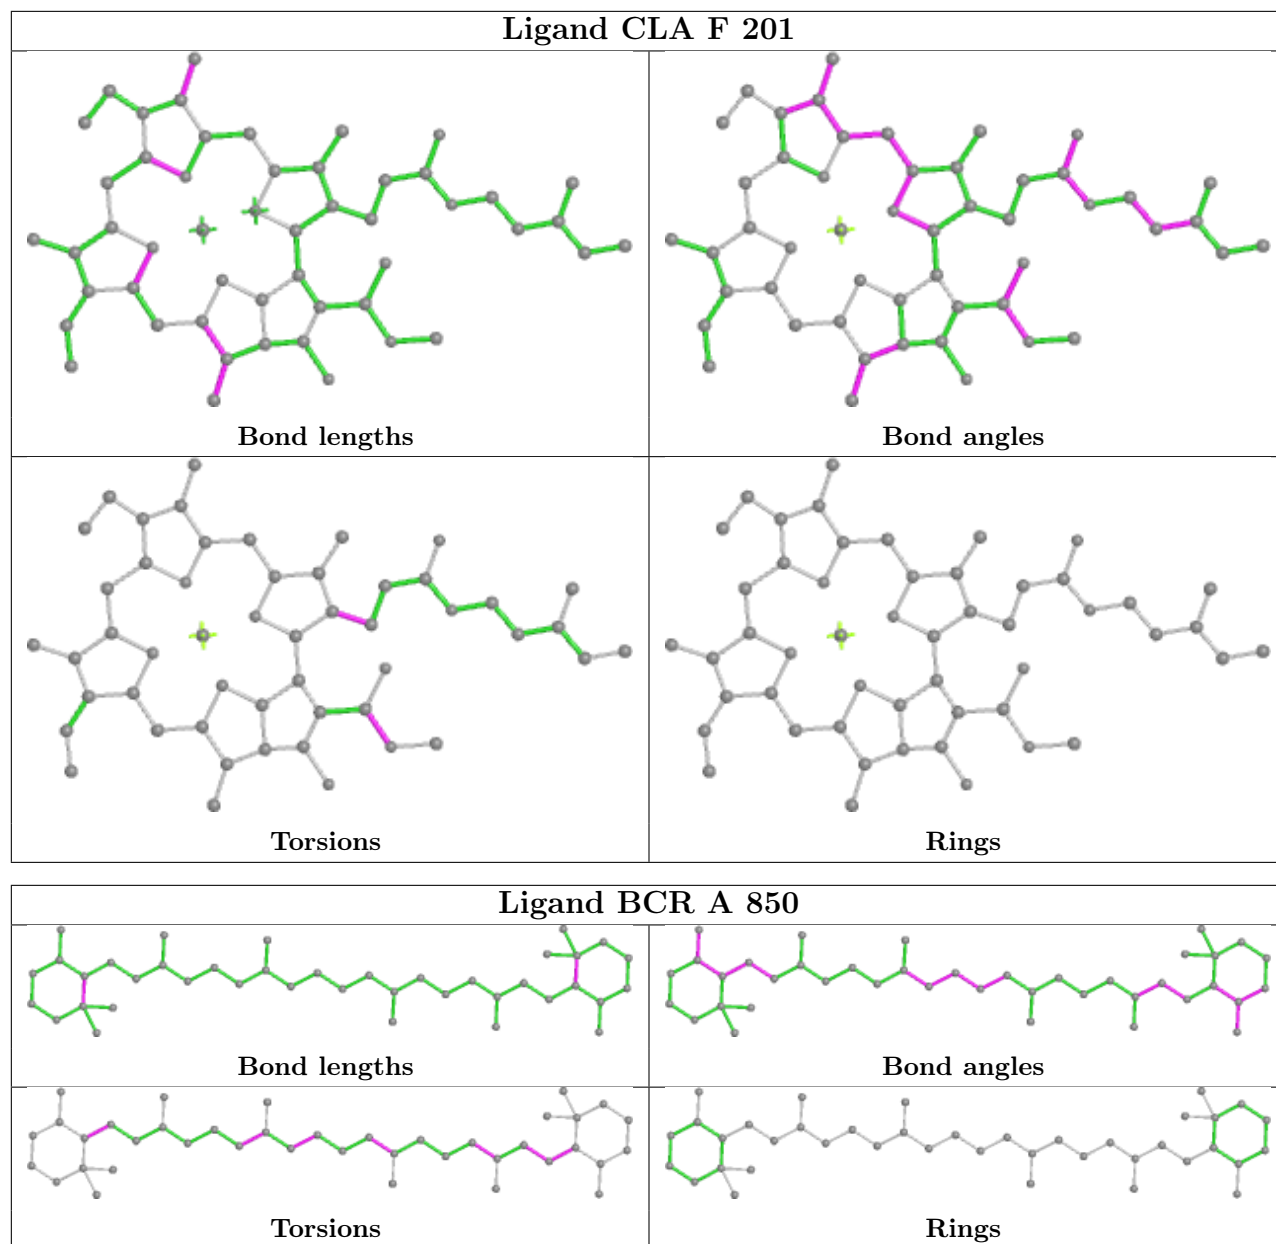 Ligand CLA F 201
Bond lengths
Bond angles
Torsions
Rings
Ligand BCR A 850
Bond lengths
Bond angles
Torsions
Rings